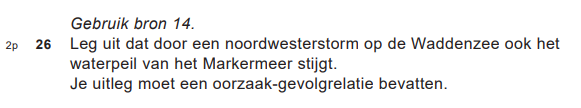 Gebruik bron 14.
2p 26 Leg uit dat door een noordwesterstorm op de Waddenzee ook het
waterpeil van het Markermeer stijgt.
Je uitleg moet een oorzaak-gevolgrelatie bevatten.